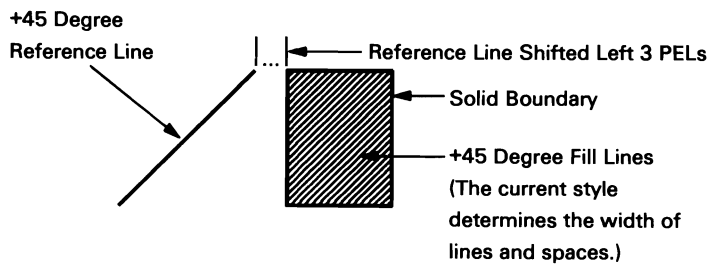 +45 Degree
Reference Line
...
Reference Line Shifted Left 3 PELs
Solid Boundary
+45 Degree Fill Lines
(The current style
determines the width of
lines and spaces.)